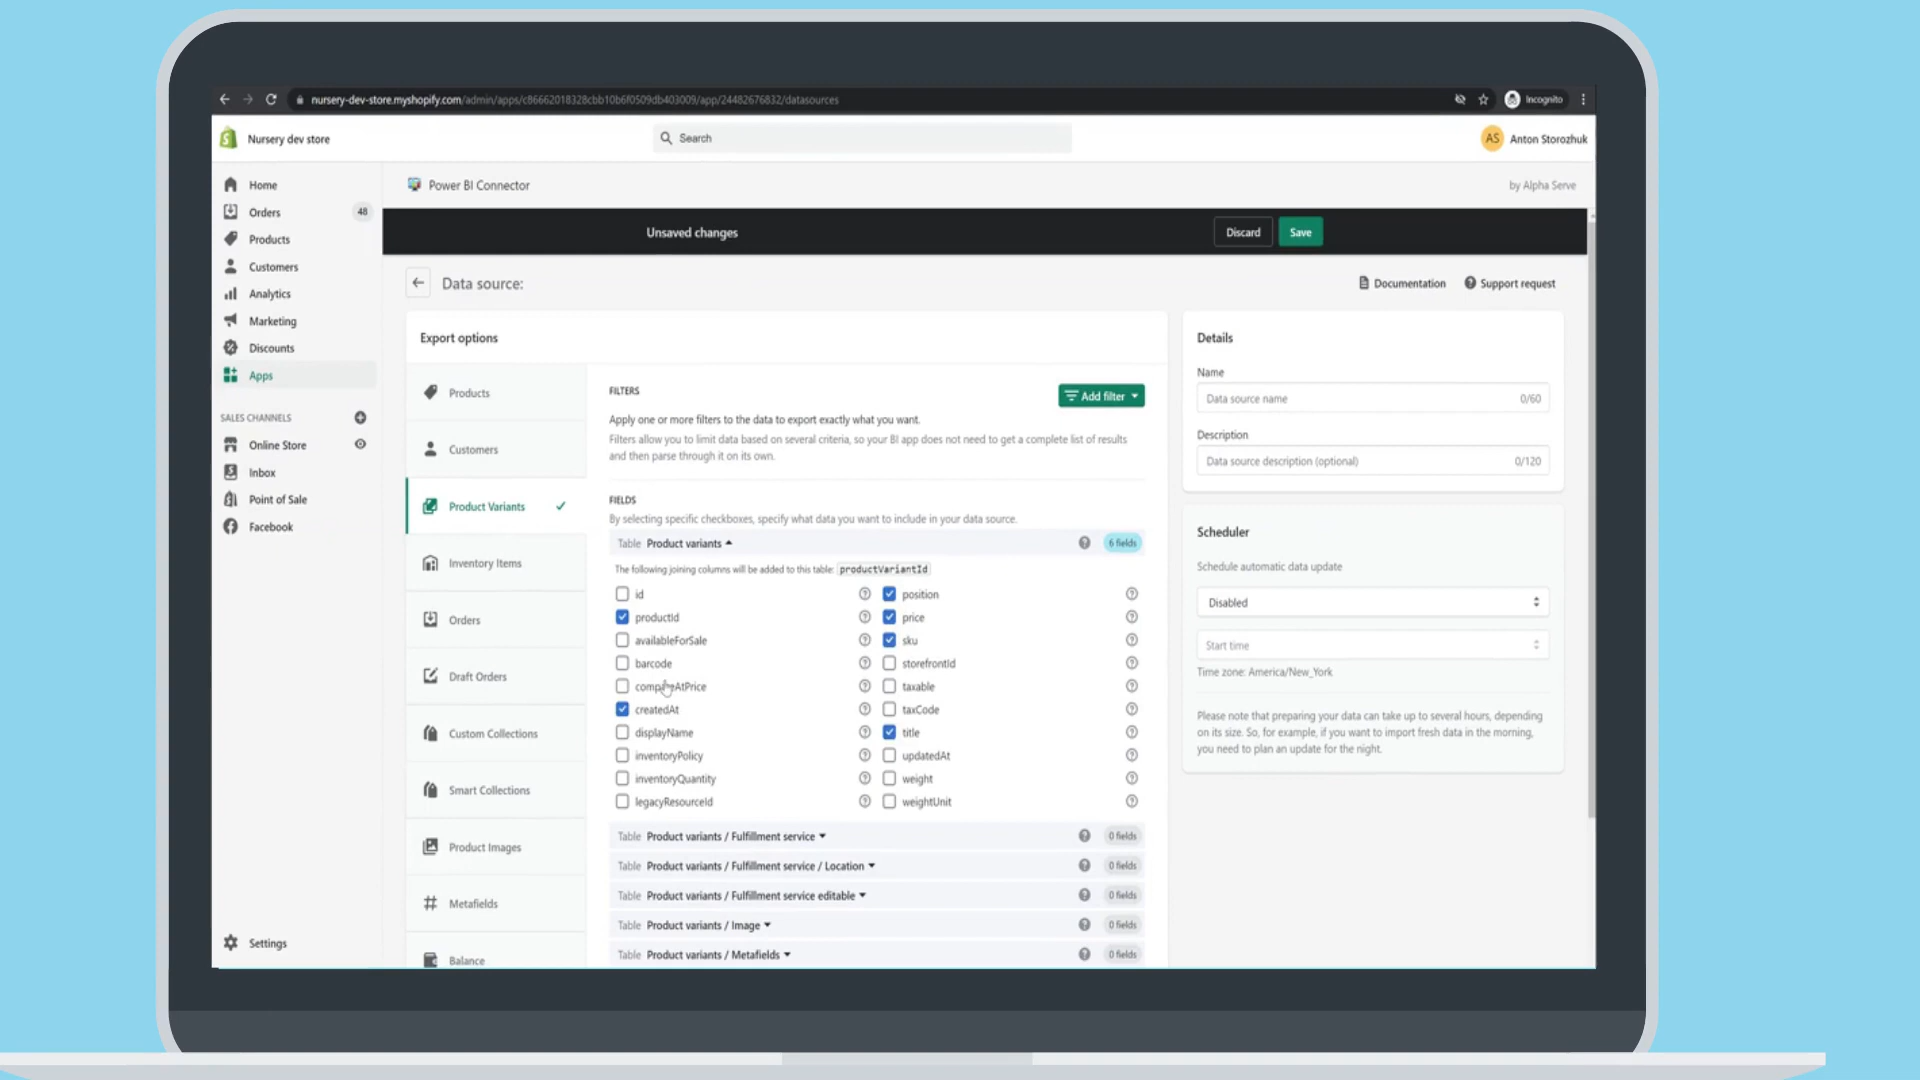 nursery-dev-store.myshopify.com/admin/apps/c86662018328cbb10b6f0509db403009/app/24482676832/datasources
Incognito
Nursery dev store
Search
AS
Anton Storozhuk
Home
Orders
48
Products
Customers
Analytics
Marketing
Discounts
Apps
SALES CHANNELS
Online Store
Inbox
Point of Sale
Facebook
Settings
Power BI Connector
by Alpha Serve
Unsaved changes
Discard
Save
Data source:
Documentation
Support request
Export options
Products
Customers
Product Variants
Inventory Items
Orders
Draft Orders
Custom Collections
Smart Collections
Product Images
Metafields
Balance
FILTERS
Add filter
Apply one or more filters to the data to export exactly what you want.
Filters allow you to limit data based on several criteria, so your BI app does not need to get a complete list of results
and then parse through it on its own.
FIELDS
By selecting specific checkboxes, specify what data you want to include in your data source.
Table Product variants
6 fields
The following joining columns will be added to this table: productVariantId
id
position
productId
price
availableForSale
sku
barcode
storefrontId
compareAtPrice
taxable
createdAt
taxCode
displayName
title
inventoryPolicy
updatedAt
inventoryQuantity
weight
legacyResourceId
weightUnit
Table Product variants / Fulfillment service
0 fields
Table Product variants / Fulfillment service / Location
0 fields
Table Product variants / Fulfillment service editable
0 fields
Table Product variants / Image
0 fields
Table Product variants / Metafields
0 fields
Details
Name
Data source name
0/60
Description
Data source description (optional)
0/120
Scheduler
Schedule automatic data update
Disabled
Start time
Time zone: America/New_York
Please note that preparing your data can take up to several hours, depending
on its size. So, for example, if you want to import fresh data in the morning,
you need to plan an update for the night.